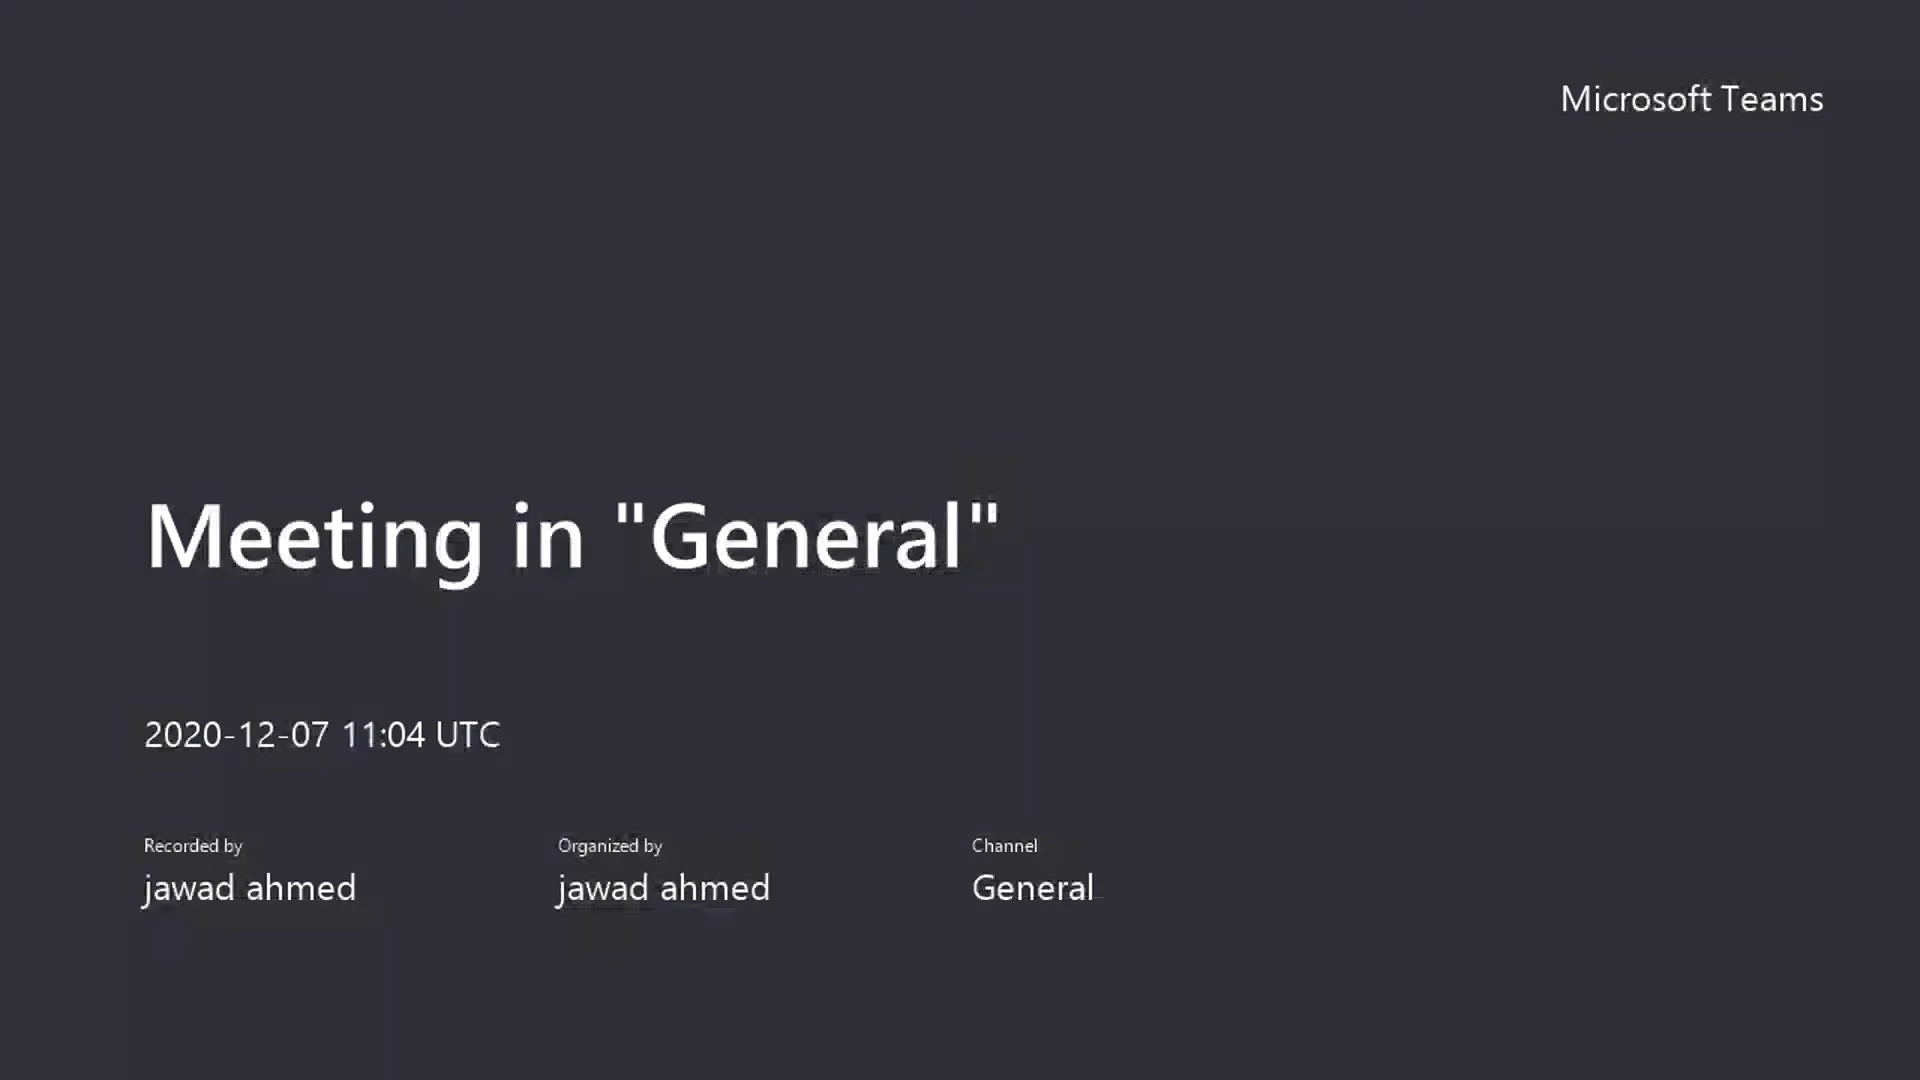 Microsoft Teams
Meeting in "General"
2020-12-07 11:04 UTC
Recorded by
jawad ahmed
Organized by
jawad ahmed
Channel
General